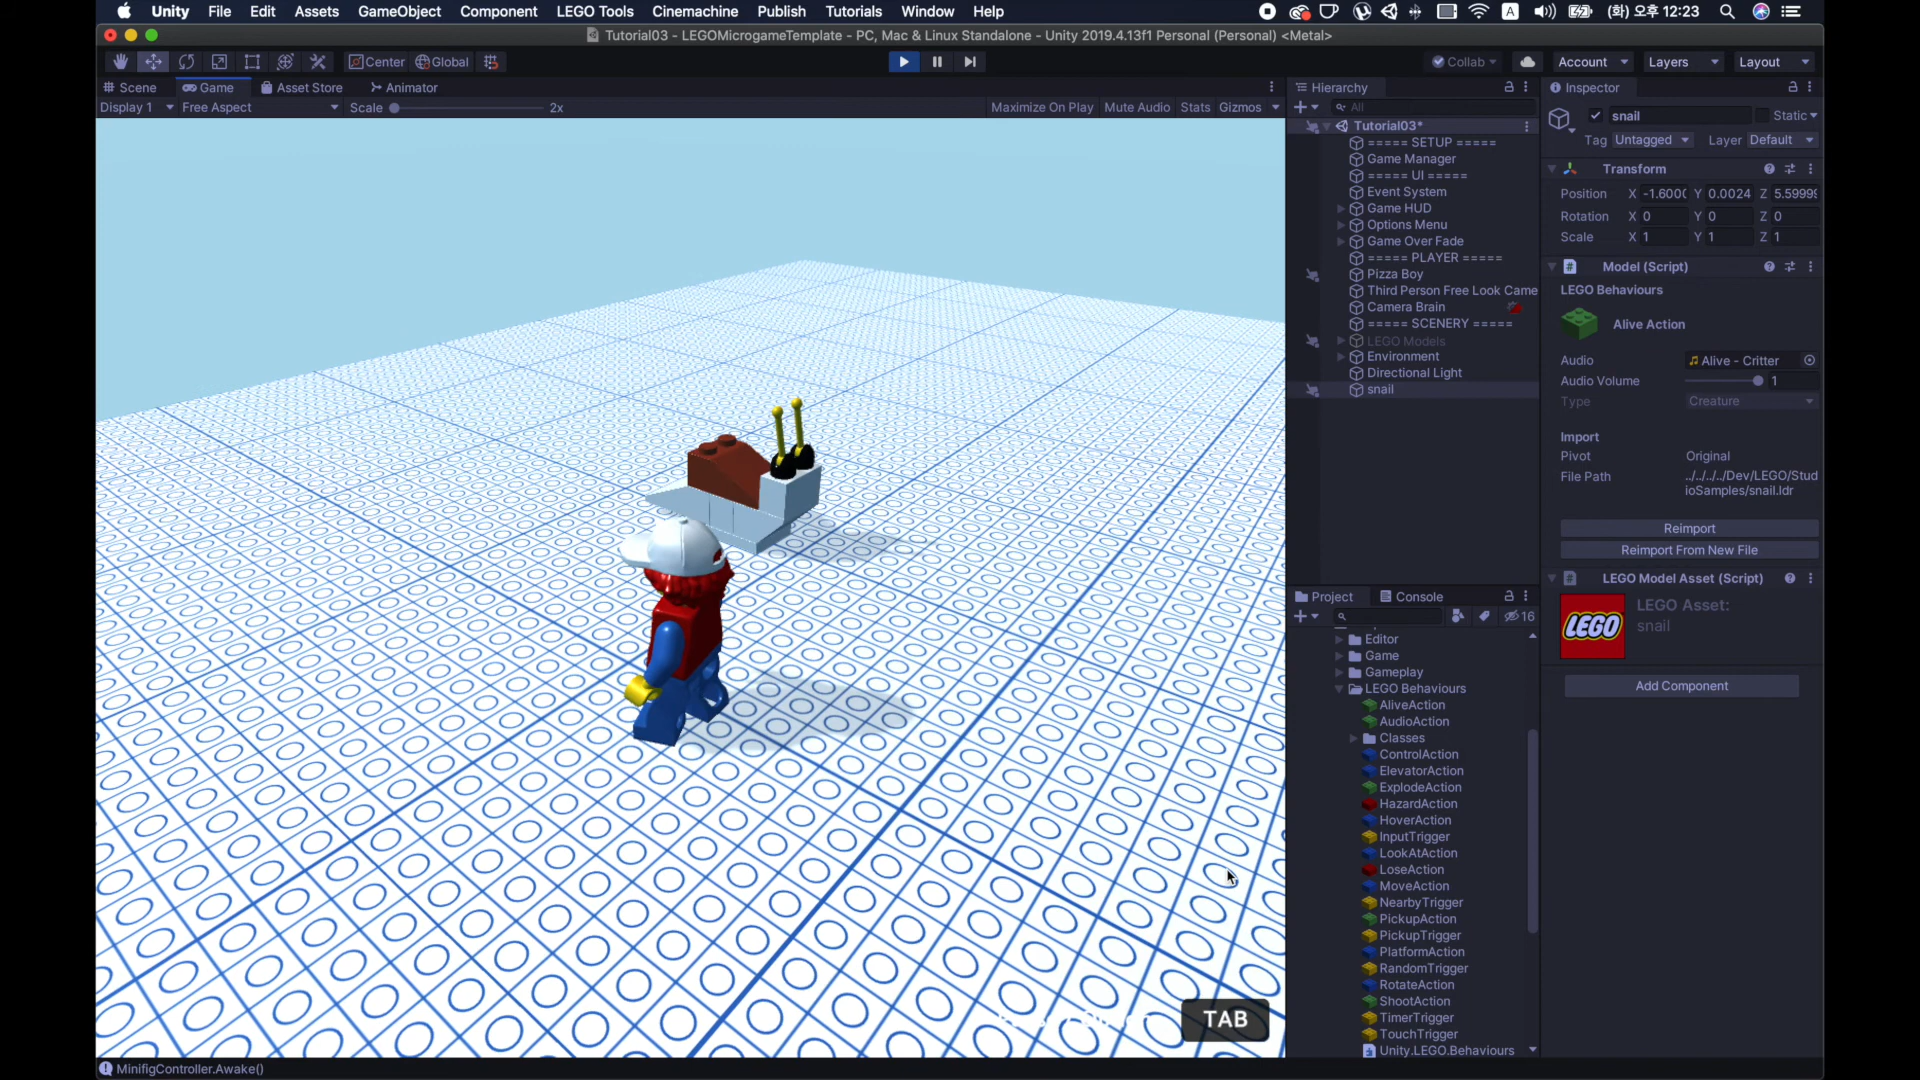 Unity File Edit Assets GameObject Component LEGO Tools Cinemachine Publish Tutorials Window Help
A (화) 오후 12:23
Tutorial03 - LEGOMicrogameTemplate - PC, Mac & Linux Standalone - Unity 2019.4.13f1 Personal (Personal) <Metal>
Center Global Collab Account Layers Layout
Scene Game Asset Store Animator
Display 1 Free Aspect Scale 2x Maximize On Play Mute Audio Stats Gizmos
Hierarchy
All
Tutorial03*
===== SETUP =====
Game Manager
===== UI =====
Event System
Game HUD
Options Menu
Game Over Fade
===== PLAYER =====
Pizza Boy
Third Person Free Look Came
Camera Brain
===== SCENERY =====
LEGO Models
Environment
Directional Light
snail
Project Console
16
Editor
Game
Gameplay
LEGO Behaviours
AliveAction
AudioAction
Classes
ControlAction
ElevatorAction
ExplodeAction
HazardAction
HoverAction
InputTrigger
LookAtAction
LoseAction
MoveAction
NearbyTrigger
PickupAction
PickupTrigger
PlatformAction
RandomTrigger
RotateAction
ShootAction
TimerTrigger
TouchTrigger
Unity.LEGO.Behaviours
Inspector
snail Static
Tag Untagged Layer Default
Transform
Position X -1.6000 Y 0.0024 Z 5.59999
Rotation X 0 Y 0 Z 0
Scale X 1 Y 1 Z 1
Model (Script)
LEGO Behaviours
Alive Action
Audio Alive - Critter
Audio Volume 1
Type Creature
Import
Pivot Original
File Path ../../../../Dev/LEGO/Stud
ioSamples/snail.ldr
Reimport
Reimport From New File
LEGO Model Asset (Script)
LEGO
LEGO Asset:
snail
Add Component
TAB
MinifigController.Awake()